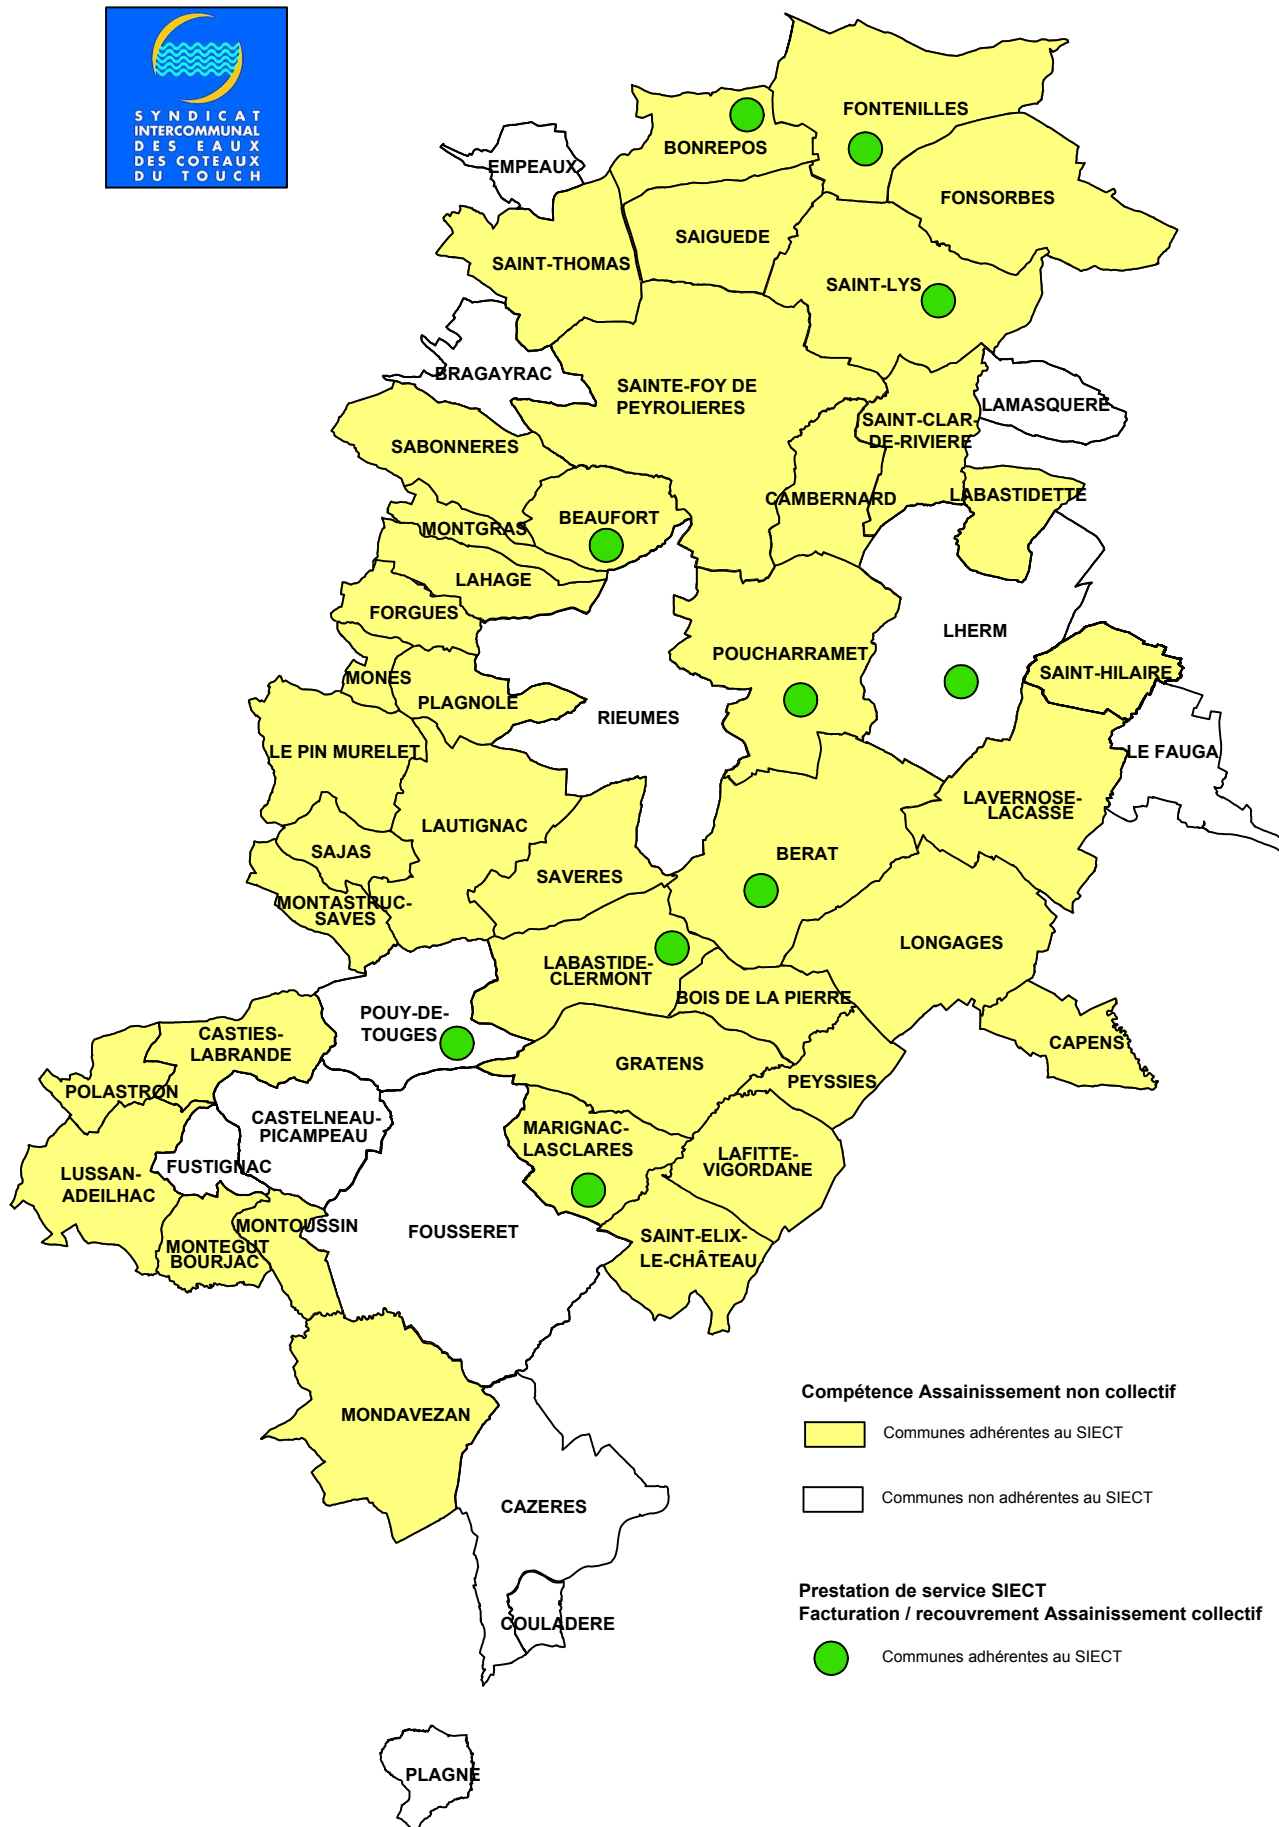 SYNDICAT
INTERCOMMUNAL
DES EAUX
DES COTEAUX
DU TOUCH
FONTENILLES
BONREPOS
EMPEAUX
FONSORBES
SAIGUEDE
SAINT-THOMAS
SAINT-LYS
BRAGAYRAC
SAINTE-FOY DE
PEYROLIERES
LAMASQUERE
SAINT-CLAR-
DE-RIVIERE
SABONNERES
CAMBERNARD
LABASTIDETTE
BEAUFORT
MONTGRAS
LAHAGE
FORGUES
LHERM
POUCHARRAMET
SAINT-HILAIRE
MONES
PLAGNOLE
RIEUMES
LE PIN MURELET
LE FAUGA
LAVERNOSE-
LACASSE
LAUTIGNAC
SAJAS
BERAT
SAVERES
MONTASTRUC-
SAVES
LONGAGES
LABASTIDE-
CLERMONT
BOIS DE LA PIERRE
POUY-DE-
TOUGES
CASTIES-
LABRANDE
CAPENS
GRATENS
PEYSSIES
POLASTRON
CASTELNEAU-
PICAMPEAU
MARIGNAC-
LASCLARES
LAFITTE-
VIGORDANE
FUSTIGNAC
LUSSAN-
ADEILHAC
MONTOUSSIN
FOUSSERET
SAINT-ELIX-
LE-CHÂTEAU
MONTEGUT
BOURJAC
MONDAVEZAN
CAZERES
COULADERE
PLAGNE
Compétence Assainissement non collectif
Communes adhérentes au SIECT
Communes non adhérentes au SIECT
Prestation de service SIECT
Facturation / recouvrement Assainissement collectif
Communes adhérentes au SIECT